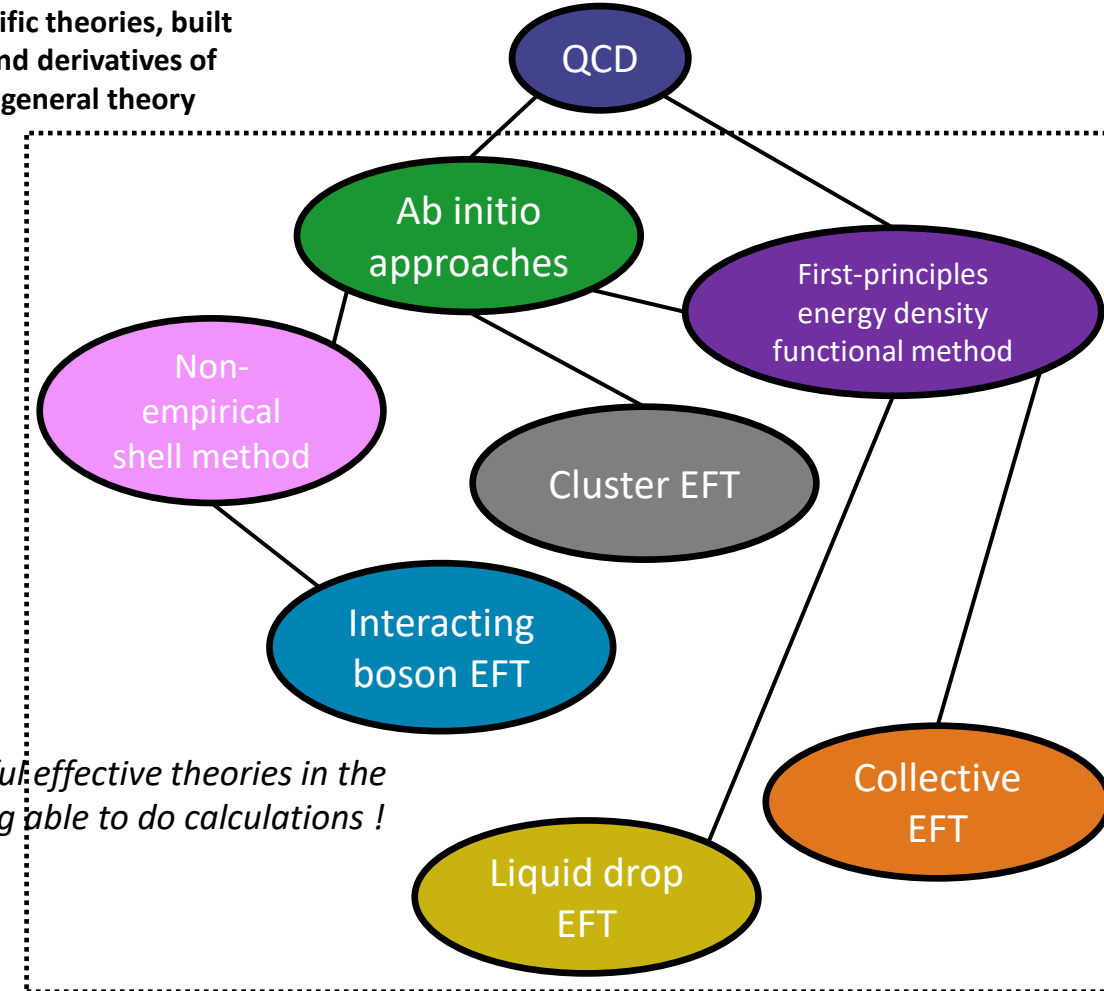 ific theories, built
nd derivatives of
general theory
QCD
Ab initio
approaches
First-principles
energy density
functional method
Non-
empirical
shell method
Cluster EFT
Interacting
boson EFT
ful effective theories in the
g able to do calculations !
Collective
EFT
Liquid drop
EFT